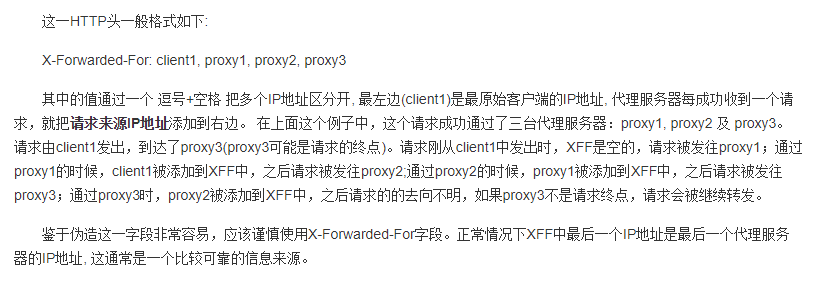 这一HTTP头一般格式如下:
X-Forwarded-For: client1, proxy1, proxy2, proxy3
其中的值通过一个 逗号+空格 把多个IP地址区分开, 最左边(client1)是最原始客户端的IP地址, 代理服务器每成功收到一个请
求，就把请求来源IP地址添加到右边。 在上面这个例子中，这个请求成功通过了三台代理服务器：proxy1, proxy2 及 proxy3。
请求由client1发出，到达了proxy3(proxy3可能是请求的终点)。请求刚从client1中发出时，XFF是空的，请求被发往proxy1；通过
proxy1的时候，client1被添加到XFF中，之后请求被发往proxy2;通过proxy2的时候，proxy1被添加到XFF中，之后请求被发往
proxy3；通过proxy3时，proxy2被添加到XFF中，之后请求的的去向不明，如果proxy3不是请求终点，请求会被继续转发。
鉴于伪造这一字段非常容易，应该谨慎使用X-Forwarded-For字段。正常情况下XFF中最后一个IP地址是最后一个代理服务
器的IP地址, 这通常是一个比较可靠的信息来源。